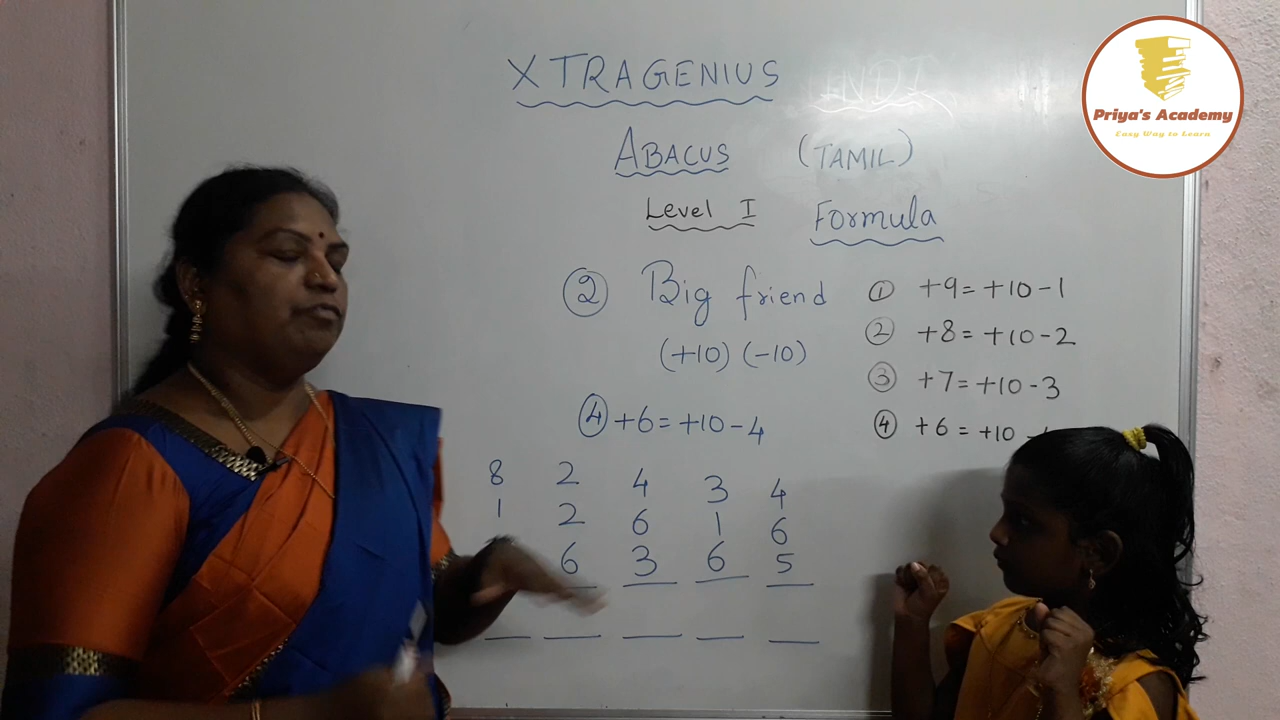 XTRAGENIUS INDI
ABACUS (TAMIL)
Level I Formula
② Big friend
(+10) (-10)
④ +6 = +10 - 4
① +9 = +10 - 1
② +8 = +10 - 2
③ +7 = +10 - 3
④ +6 = +10 -
8 2 4 3 4
1 2 6 1 6
6 3 6 5
Priya's Academy
Easy Way to Learn